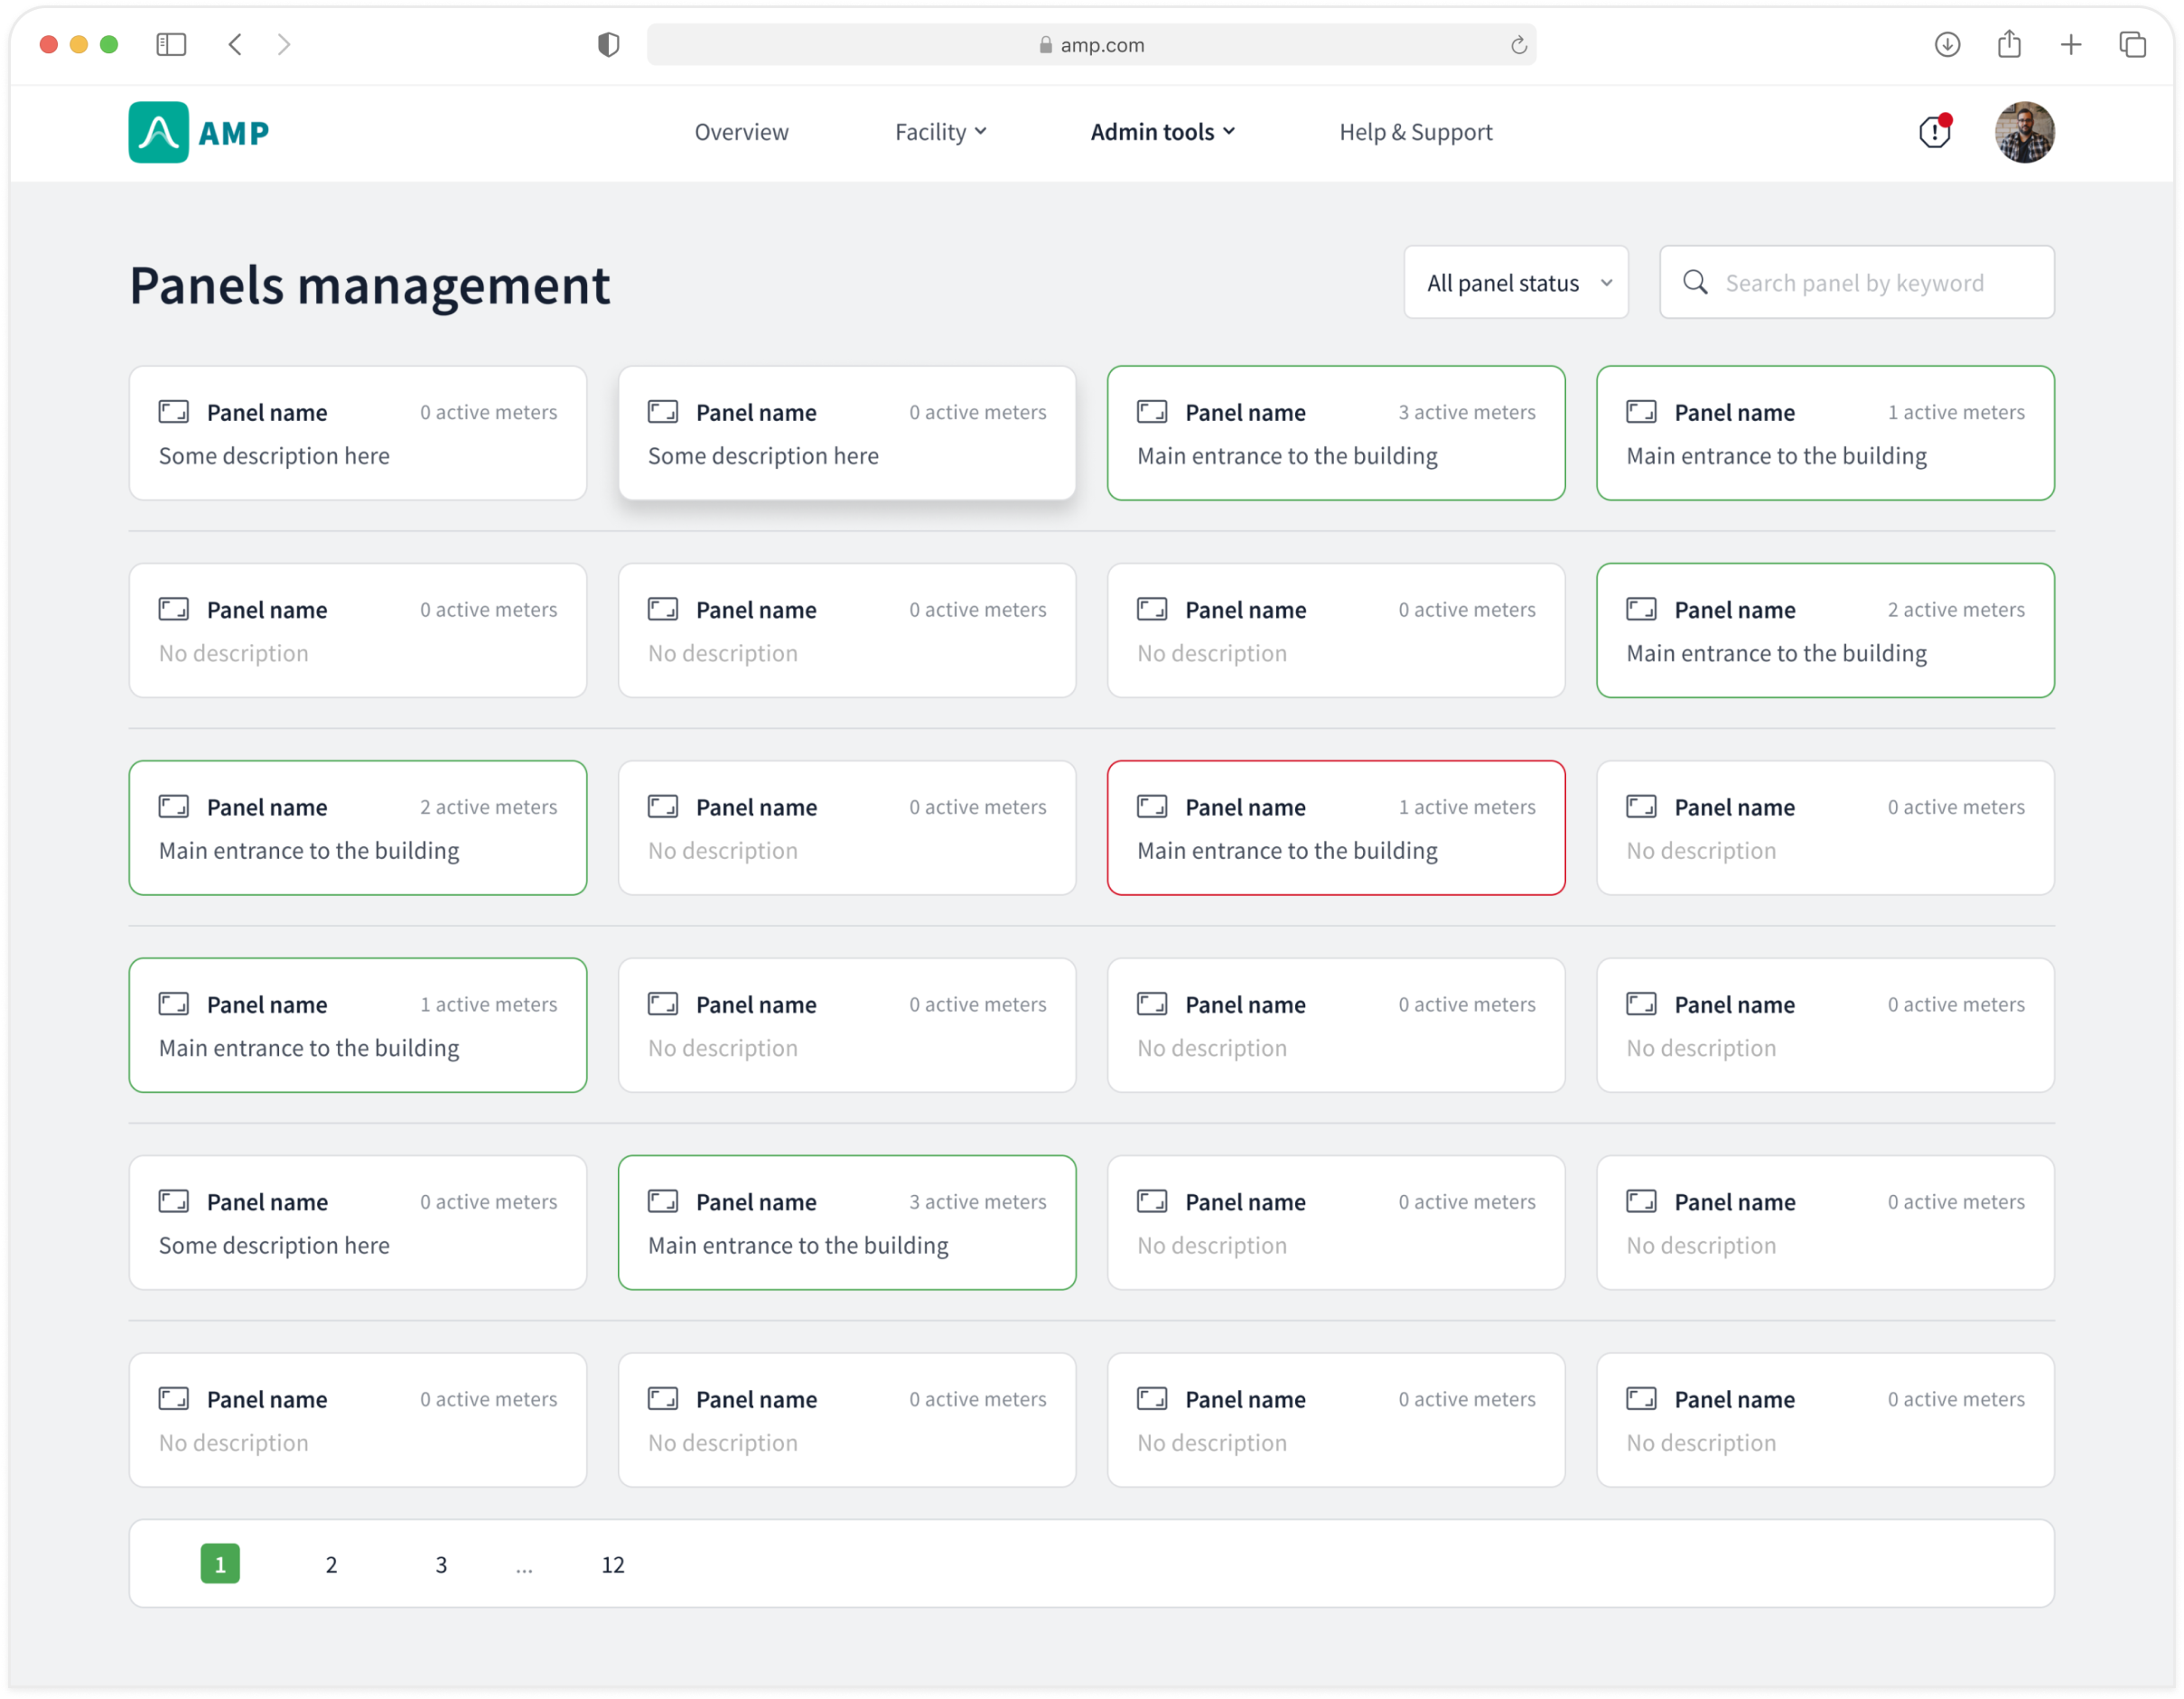 amp.com
AMP
Overview
Facility
Admin tools
Help & Support
Panels management
All panel status
Search panel by keyword
Panel name
0 active meters
Some description here
Panel name
0 active meters
Some description here
Panel name
3 active meters
Main entrance to the building
Panel name
1 active meters
Main entrance to the building
Panel name
0 active meters
No description
Panel name
0 active meters
No description
Panel name
0 active meters
No description
Panel name
2 active meters
Main entrance to the building
Panel name
2 active meters
Main entrance to the building
Panel name
0 active meters
No description
Panel name
1 active meters
Main entrance to the building
Panel name
0 active meters
No description
Panel name
1 active meters
Main entrance to the building
Panel name
0 active meters
No description
Panel name
0 active meters
No description
Panel name
0 active meters
No description
Panel name
0 active meters
Some description here
Panel name
3 active meters
Main entrance to the building
Panel name
0 active meters
No description
Panel name
0 active meters
No description
Panel name
0 active meters
No description
Panel name
0 active meters
No description
Panel name
0 active meters
No description
Panel name
0 active meters
No description
1 2 3 ... 12